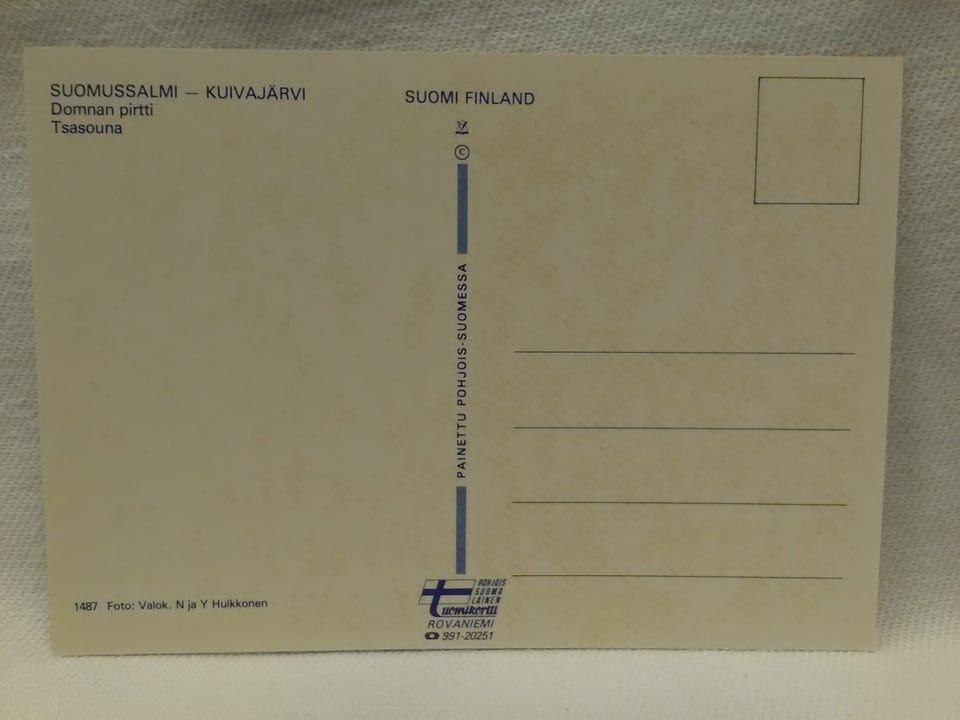 SUOMUSSALMI – KUIVAJÄRVI
Domnan pirtti
Tsasouna
SUOMI FINLAND
©
PAINETTU POHJOIS-SUOMESSA
1487 Foto: Valok. N ja Y Hulkkonen
POHJOIS
SUOMA
LAINEN
tuomikortti
ROVANIEMI
☎ 991-20251